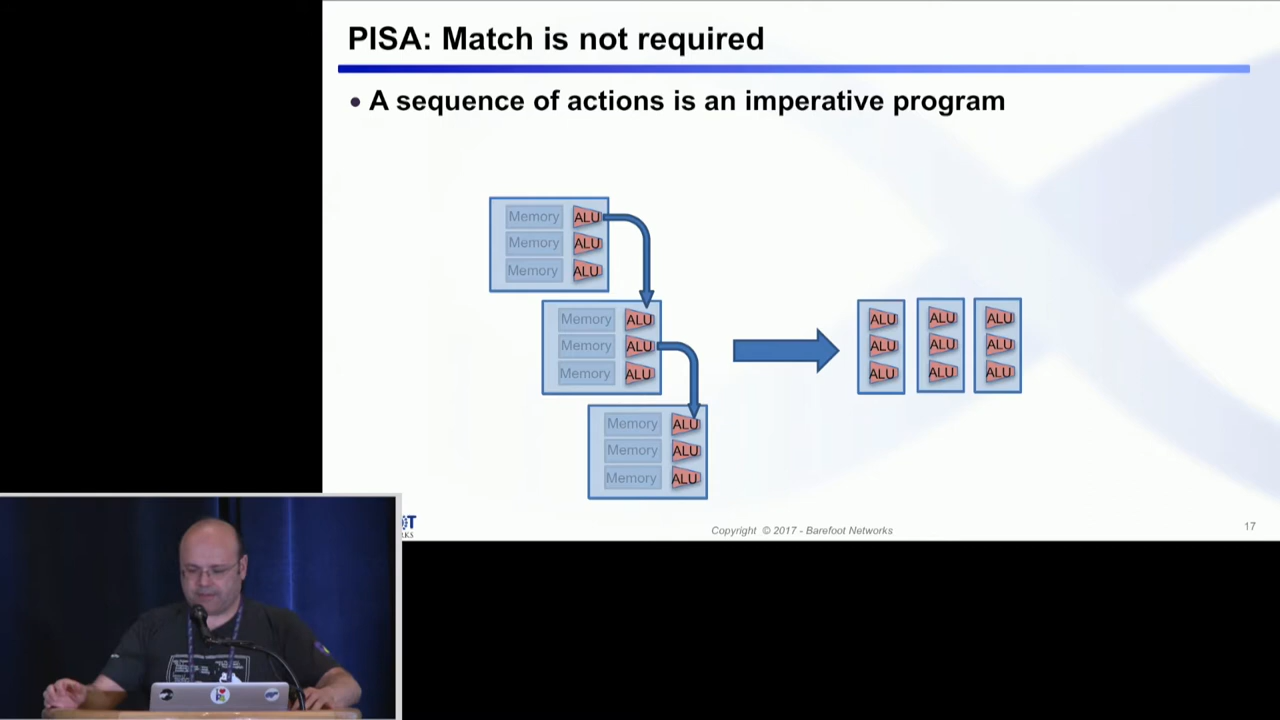 PISA: Match is not required
• A sequence of actions is an imperative program
Memory ALU
Memory ALU
Memory ALU
Memory ALU
Memory ALU
Memory ALU
Memory ALU
Memory ALU
Memory ALU
ALU ALU ALU
ALU ALU ALU
ALU ALU ALU
Copyright © 2017 - Barefoot Networks
17